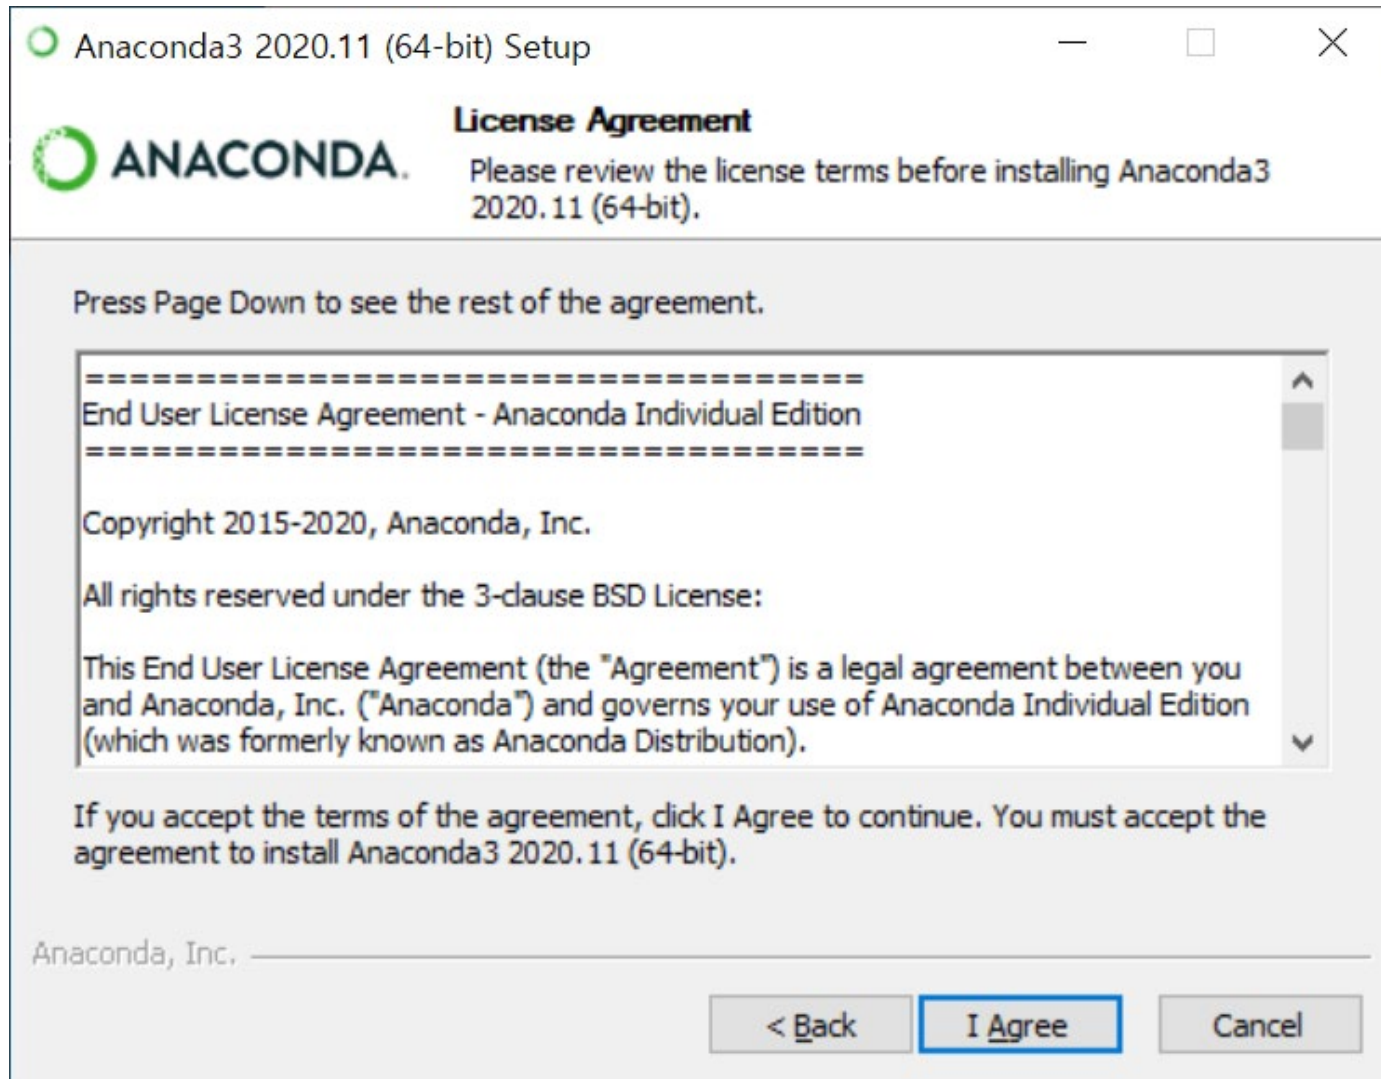 Anaconda3 2020.11 (64-bit) Setup
ANACONDA.
License Agreement
Please review the license terms before installing Anaconda3
2020.11 (64-bit).
Press Page Down to see the rest of the agreement.
===================================
End User License Agreement - Anaconda Individual Edition
===================================
Copyright 2015-2020, Anaconda, Inc.
All rights reserved under the 3-clause BSD License:
This End User License Agreement (the "Agreement") is a legal agreement between you
and Anaconda, Inc. ("Anaconda") and governs your use of Anaconda Individual Edition
(which was formerly known as Anaconda Distribution).
If you accept the terms of the agreement, click I Agree to continue. You must accept the
agreement to install Anaconda3 2020.11 (64-bit).
Anaconda, Inc.
< Back
I Agree
Cancel